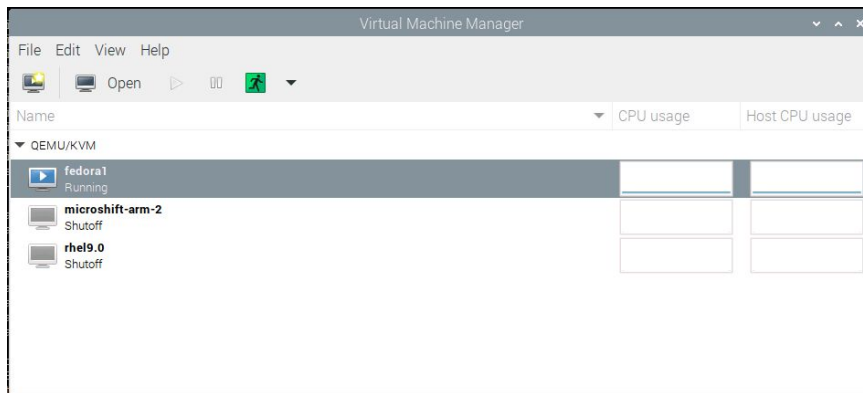 Virtual Machine Manager
File Edit View Help
Open
Name CPU usage Host CPU usage
QEMU/KVM
fedora1
Running
microshift-arm-2
Shutoff
rhel9.0
Shutoff